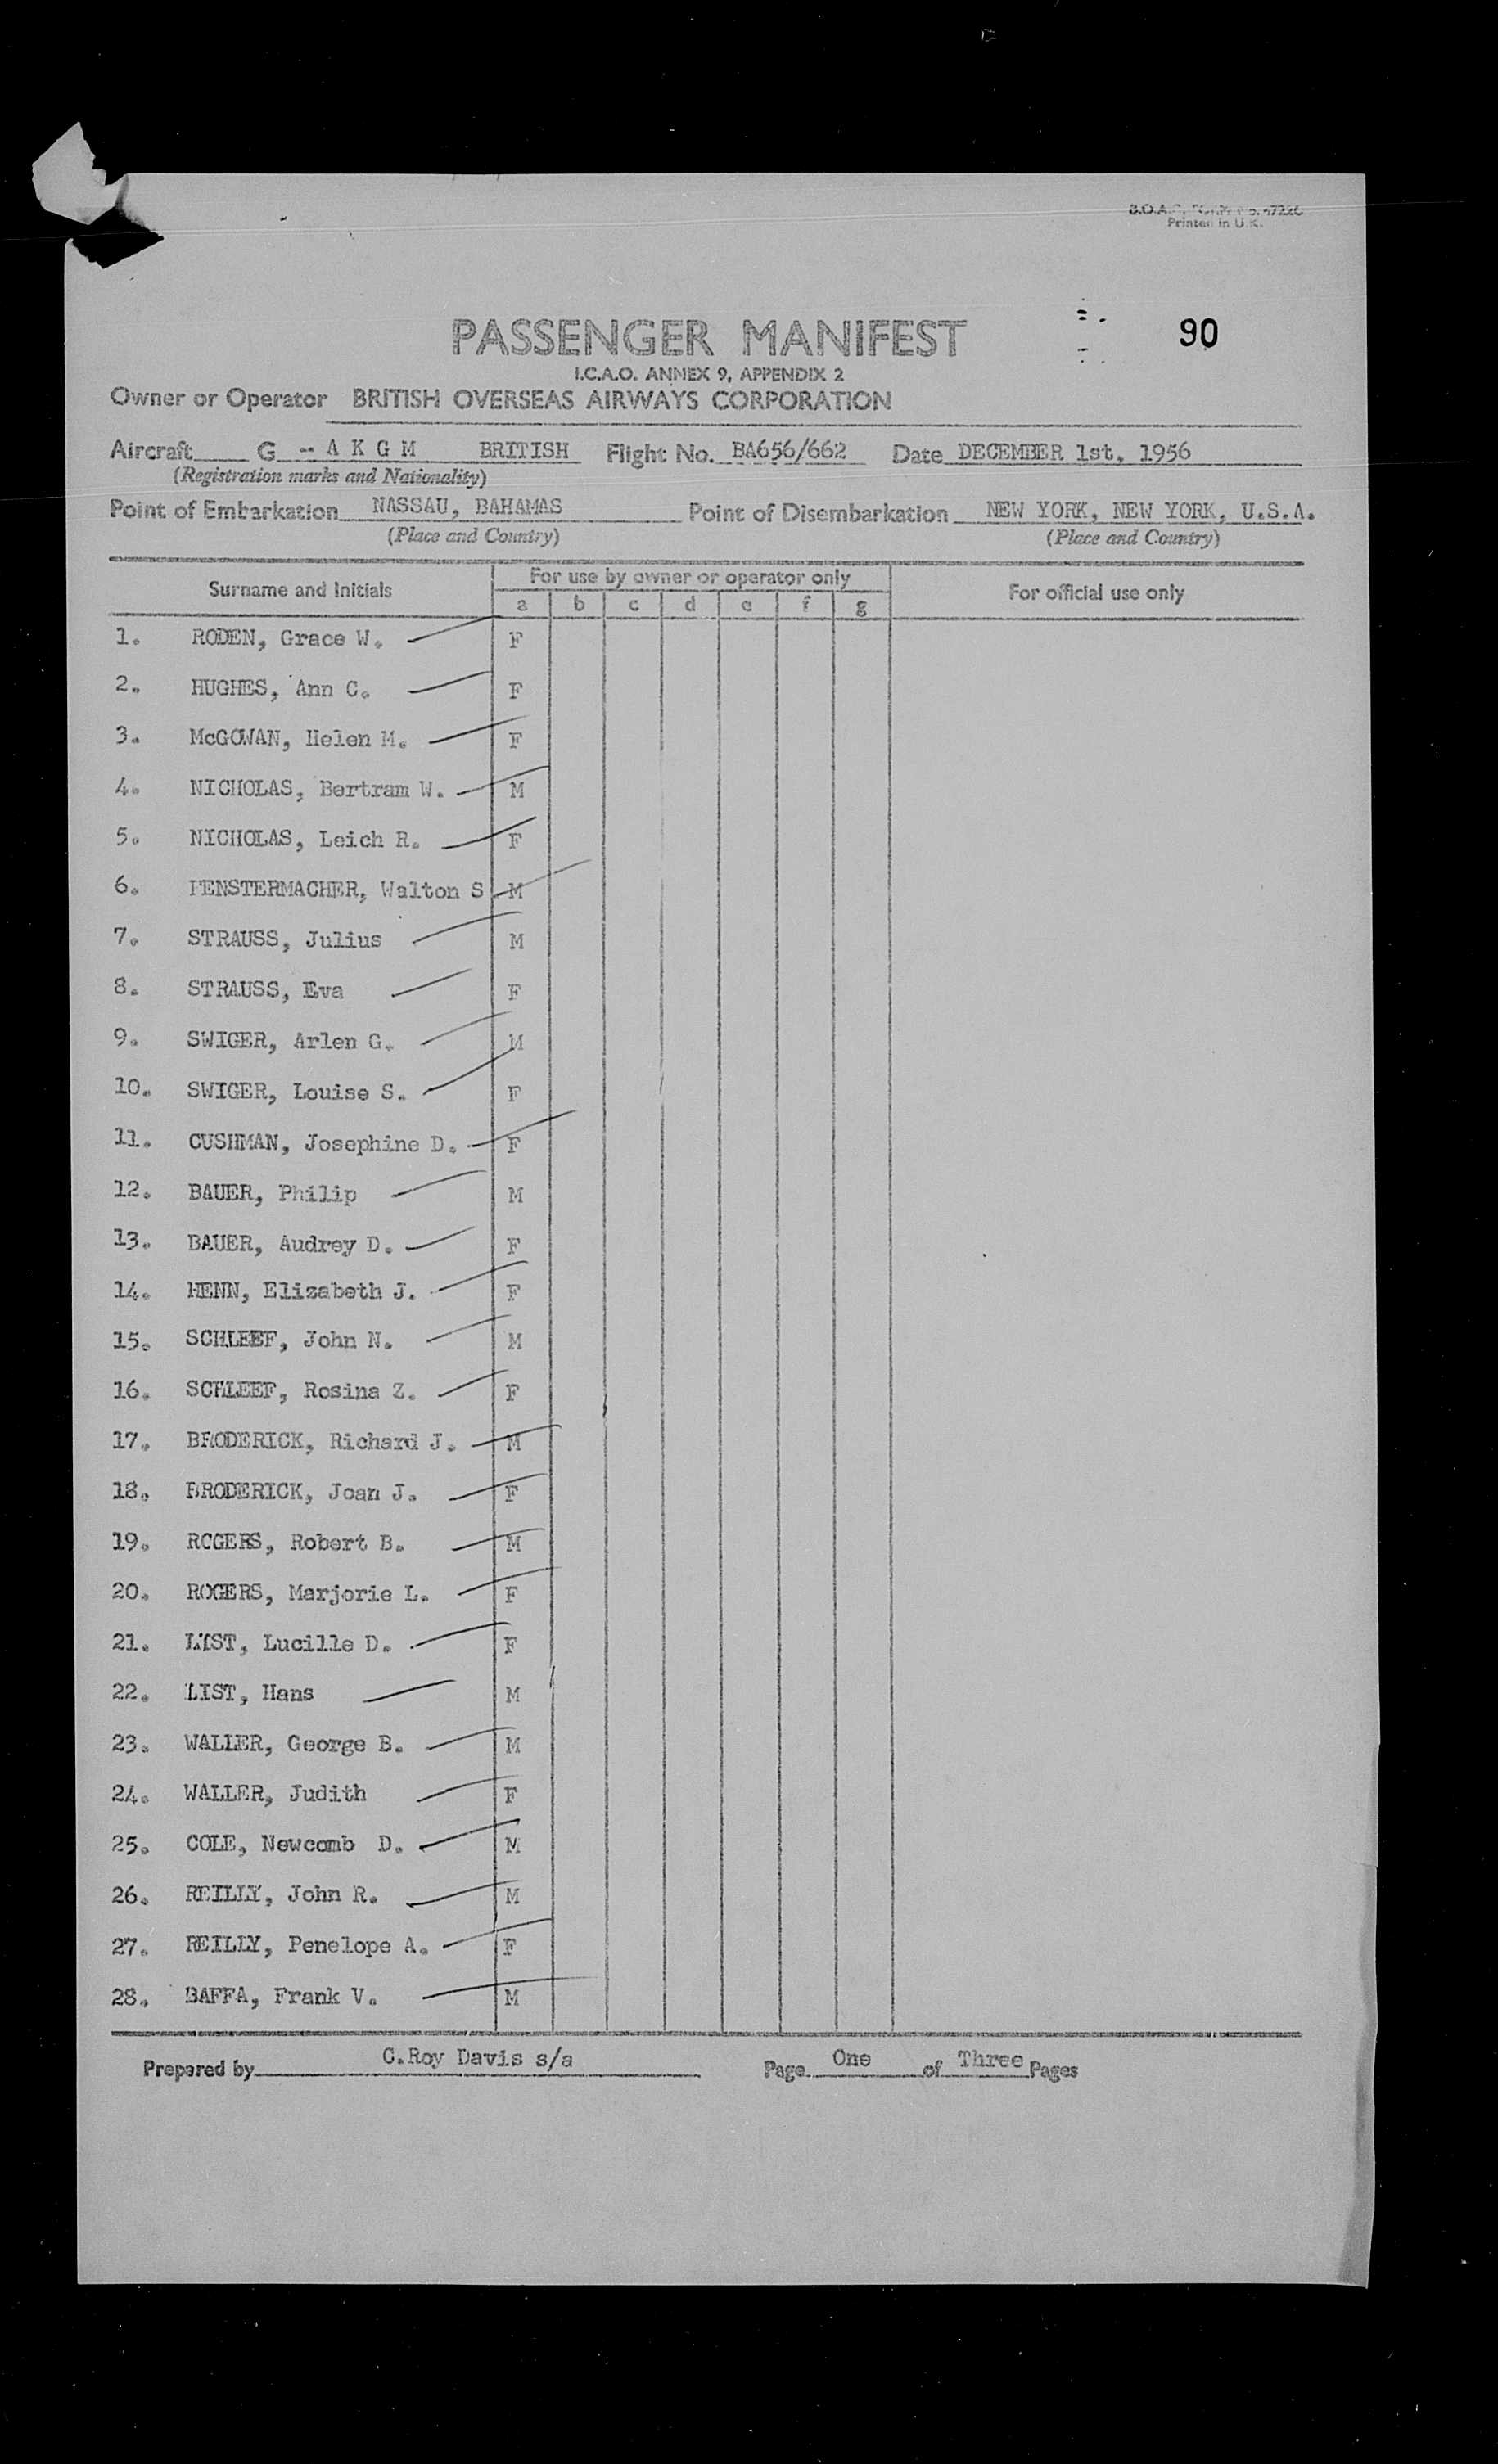 Printed in U.K.
PASSENGER MANIFEST
90
I.C.A.O. ANNEX 9, APPENDIX 2
Owner or Operator BRITISH OVERSEAS AIRWAYS CORPORATION
Aircraft G - A K G M BRITISH Flight No. BA656/662 Date DECEMBER 1st, 1956
(Registration marks and Nationality)
Point of Embarkation NASSAU, BAHAMAS Point of Disembarkation NEW YORK, NEW YORK, U.S.A.
(Place and Country) (Place and Country)
Surname and Initials For use by owner or operator only For official use only
a b c d e f g
1. RODEN, Grace W. F
2. HUGHES, Ann C. F
3. McGOWAN, Helen M. F
4. NICHOLAS, Bertram W. M
5. NICHOLAS, Leich R. F
6. FENSTERMACHER, Walton S M
7. STRAUSS, Julius M
8. STRAUSS, Eva F
9. SWIGER, Arlen G. M
10. SWIGER, Louise S. F
11. CUSHMAN, Josephine D. F
12. BAUER, Philip M
13. BAUER, Audrey D. F
14. HENN, Elizabeth J. F
15. SCHLEEF, John N. M
16. SCHLEEF, Rosina Z. F
17. BRODERICK, Richard J. M
18. BRODERICK, Joan J. F
19. ROGERS, Robert B. M
20. ROGERS, Marjorie L. F
21. LIST, Lucille D. F
22. LIST, Hans M
23. WALLER, George B. M
24. WALLER, Judith F
25. COLE, Newcomb D. M
26. REILLY, John R. M
27. REILLY, Penelope A. F
28. BAFFA, Frank V. M
Prepared by C.Roy Davis s/a Page One of Three Pages